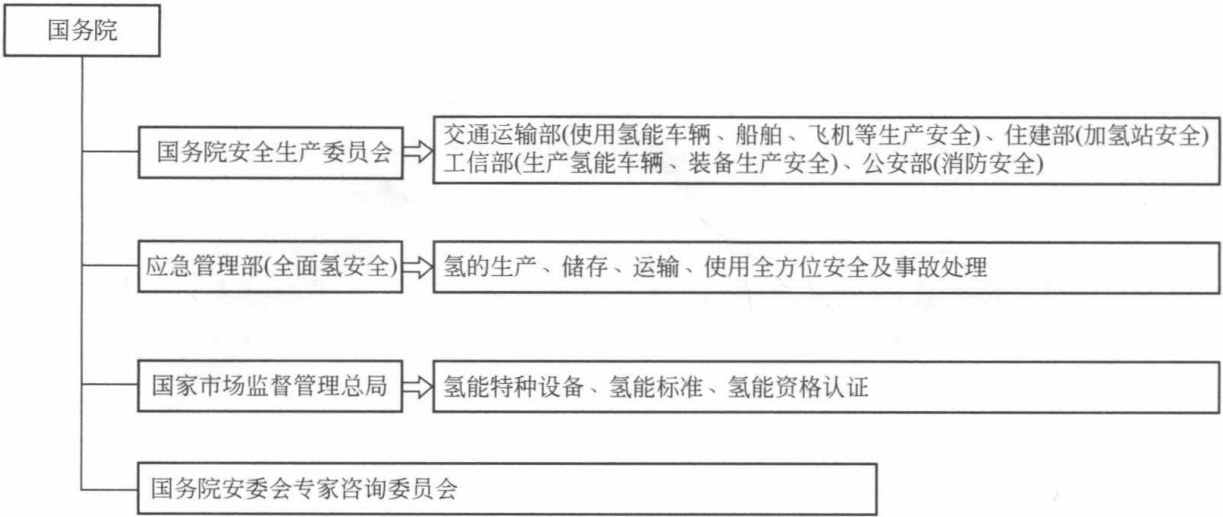 国务院
国务院安全生产委员会
交通运输部(使用氢能车辆、船舶、飞机等生产安全)、住建部(加氢站安全)
工信部(生产氢能车辆、装备生产安全)、公安部(消防安全)
应急管理部(全面氢安全)
氢的生产、储存、运输、使用全方位安全及事故处理
国家市场监督管理总局
氢能特种设备、氢能标准、氢能资格认证
国务院安委会专家咨询委员会